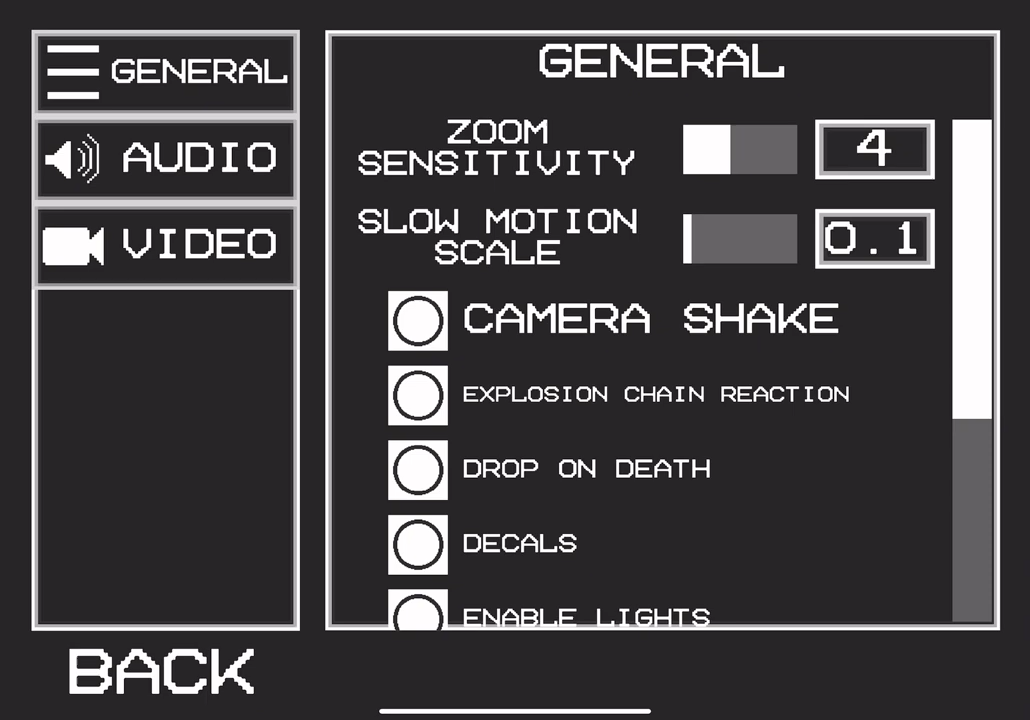 GENERAL
AUDIO
VIDEO
BACK
GENERAL
ZOOM
SENSITIVITY
4
SLOW MOTION
SCALE
0.1
CAMERA SHAKE
EXPLOSION CHAIN REACTION
DROP ON DEATH
DECALS
ENABLE LIGHTS